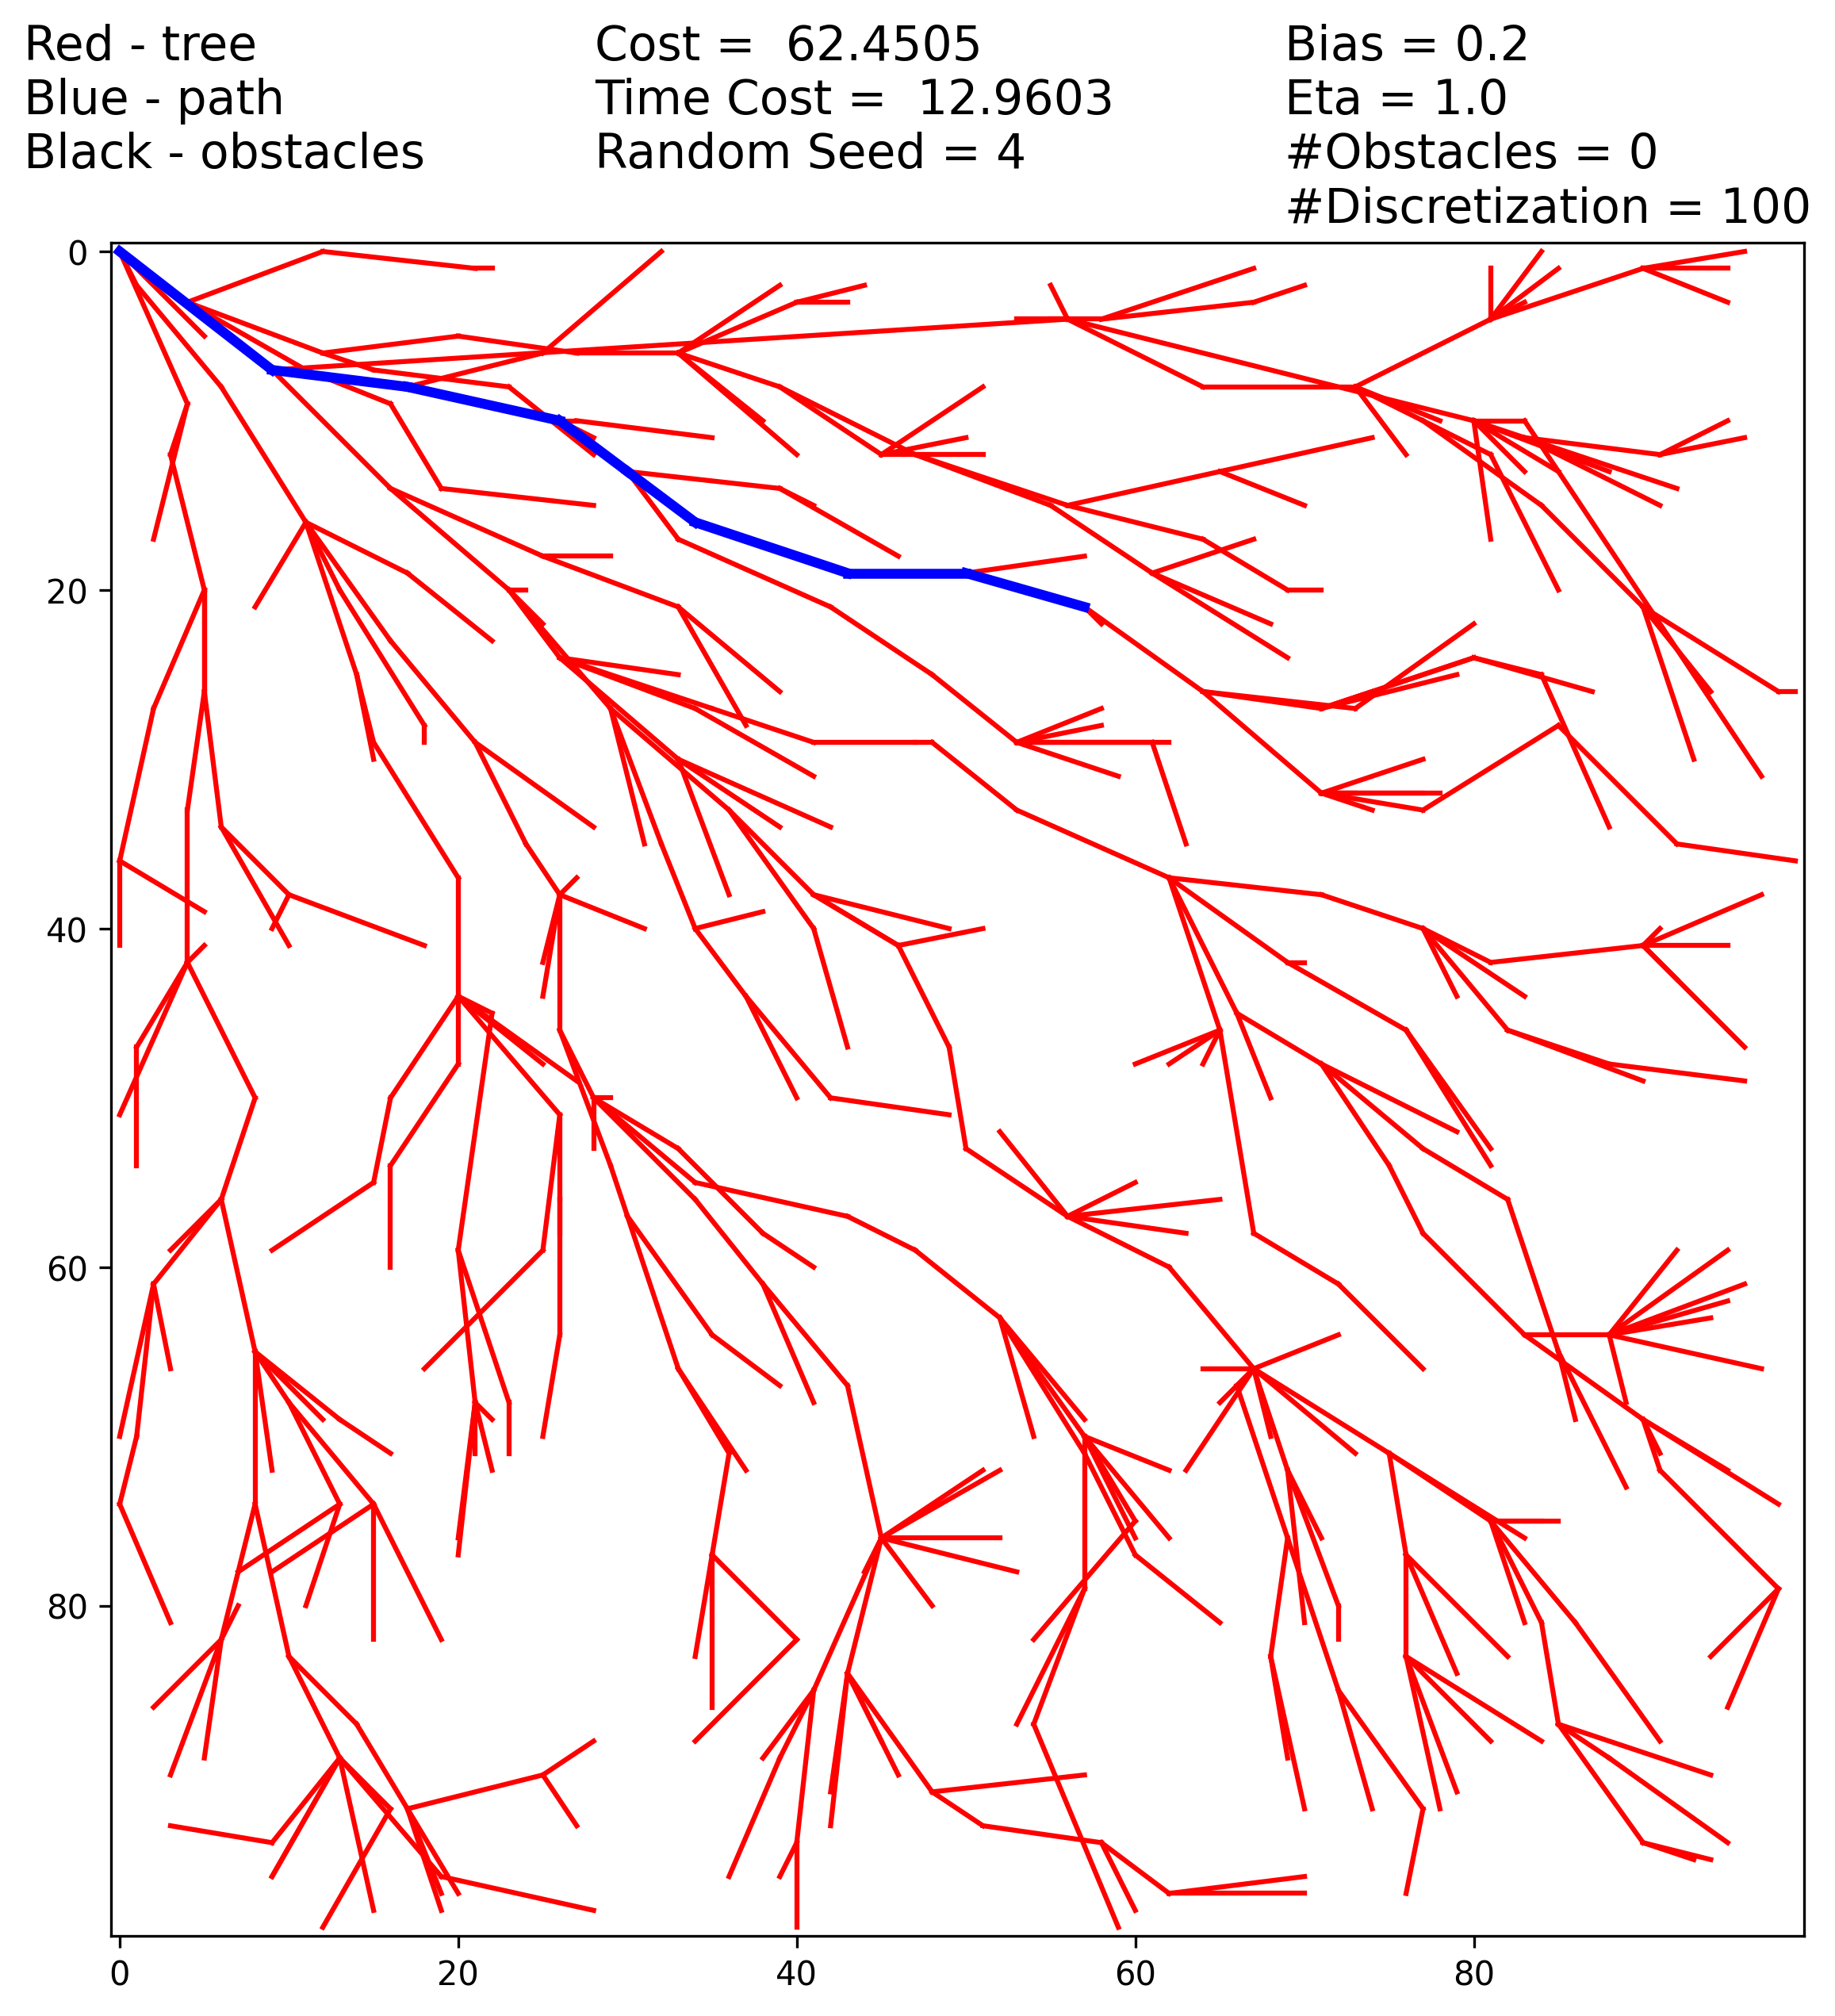 Red - tree
Blue - path
Black - obstacles
Cost =  62.4505
Time Cost =  12.9603
Random Seed = 4
Bias = 0.2
Eta = 1.0
#Obstacles = 0
#Discretization = 100
0
20
40
60
80
0
20
40
60
80